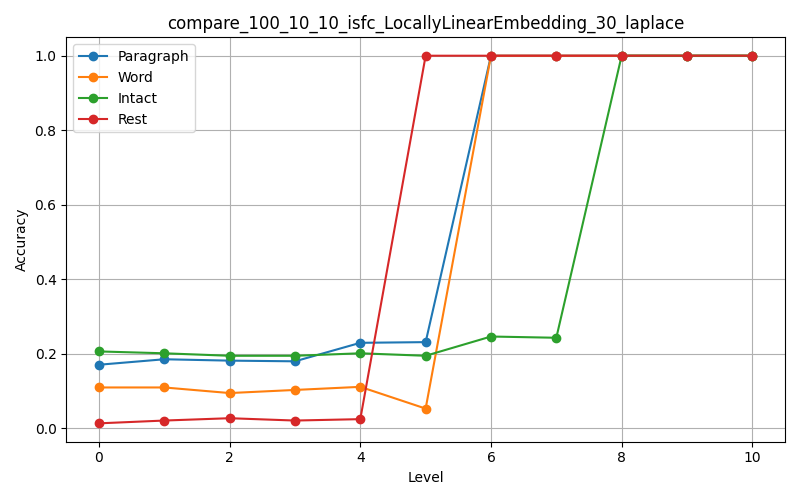 compare_100_10_10_isfc_LocallyLinearEmbedding_30_laplace
Paragraph
Word
Intact
Rest
Accuracy
1.0
0.8
0.6
0.4
0.2
0.0
0 2 4 6 8 10
Level